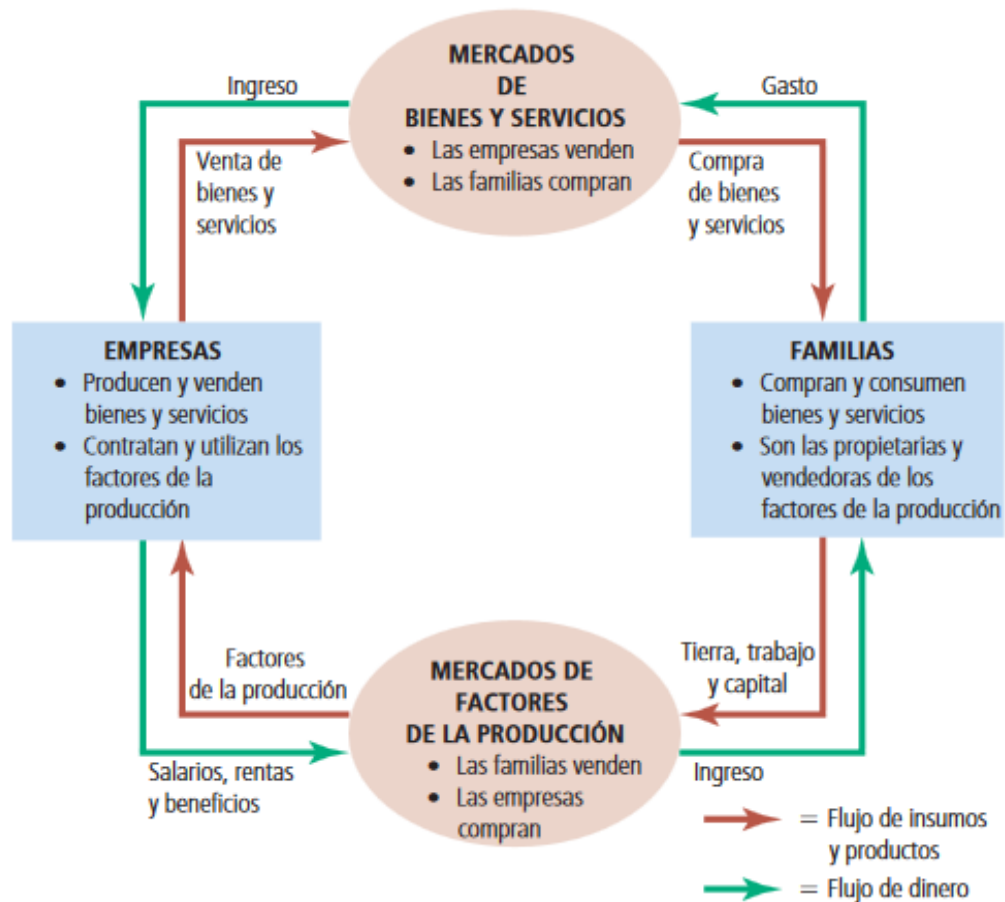 MERCADOS
DE
BIENES Y SERVICIOS
• Las empresas venden
• Las familias compran
Ingreso
Gasto
Venta de
bienes y
servicios
Compra
de bienes
y servicios
EMPRESAS
• Producen y venden
bienes y servicios
• Contratan y utilizan los
factores de la
producción
FAMILIAS
• Compran y consumen
bienes y servicios
• Son las propietarias y
vendedoras de los
factores de la producción
Factores
de la producción
Tierra, trabajo
y capital
MERCADOS DE
FACTORES
DE LA PRODUCCIÓN
• Las familias venden
• Las empresas
compran
Salarios, rentas
y beneficios
Ingreso
= Flujo de insumos
y productos
= Flujo de dinero